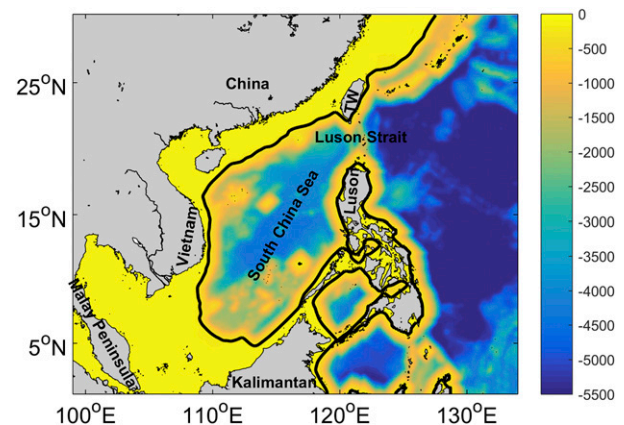 0
-500
25°N
China
-1000
TW
-1500
Luson Strait
-2000
-2500
Luson
15°N
South China Sea
Vietnam
-3000
-3500
-4000
Malay Peninsular
5°N
-4500
Kalimantan
-5000
-5500
100°E
110°E
120°E
130°E